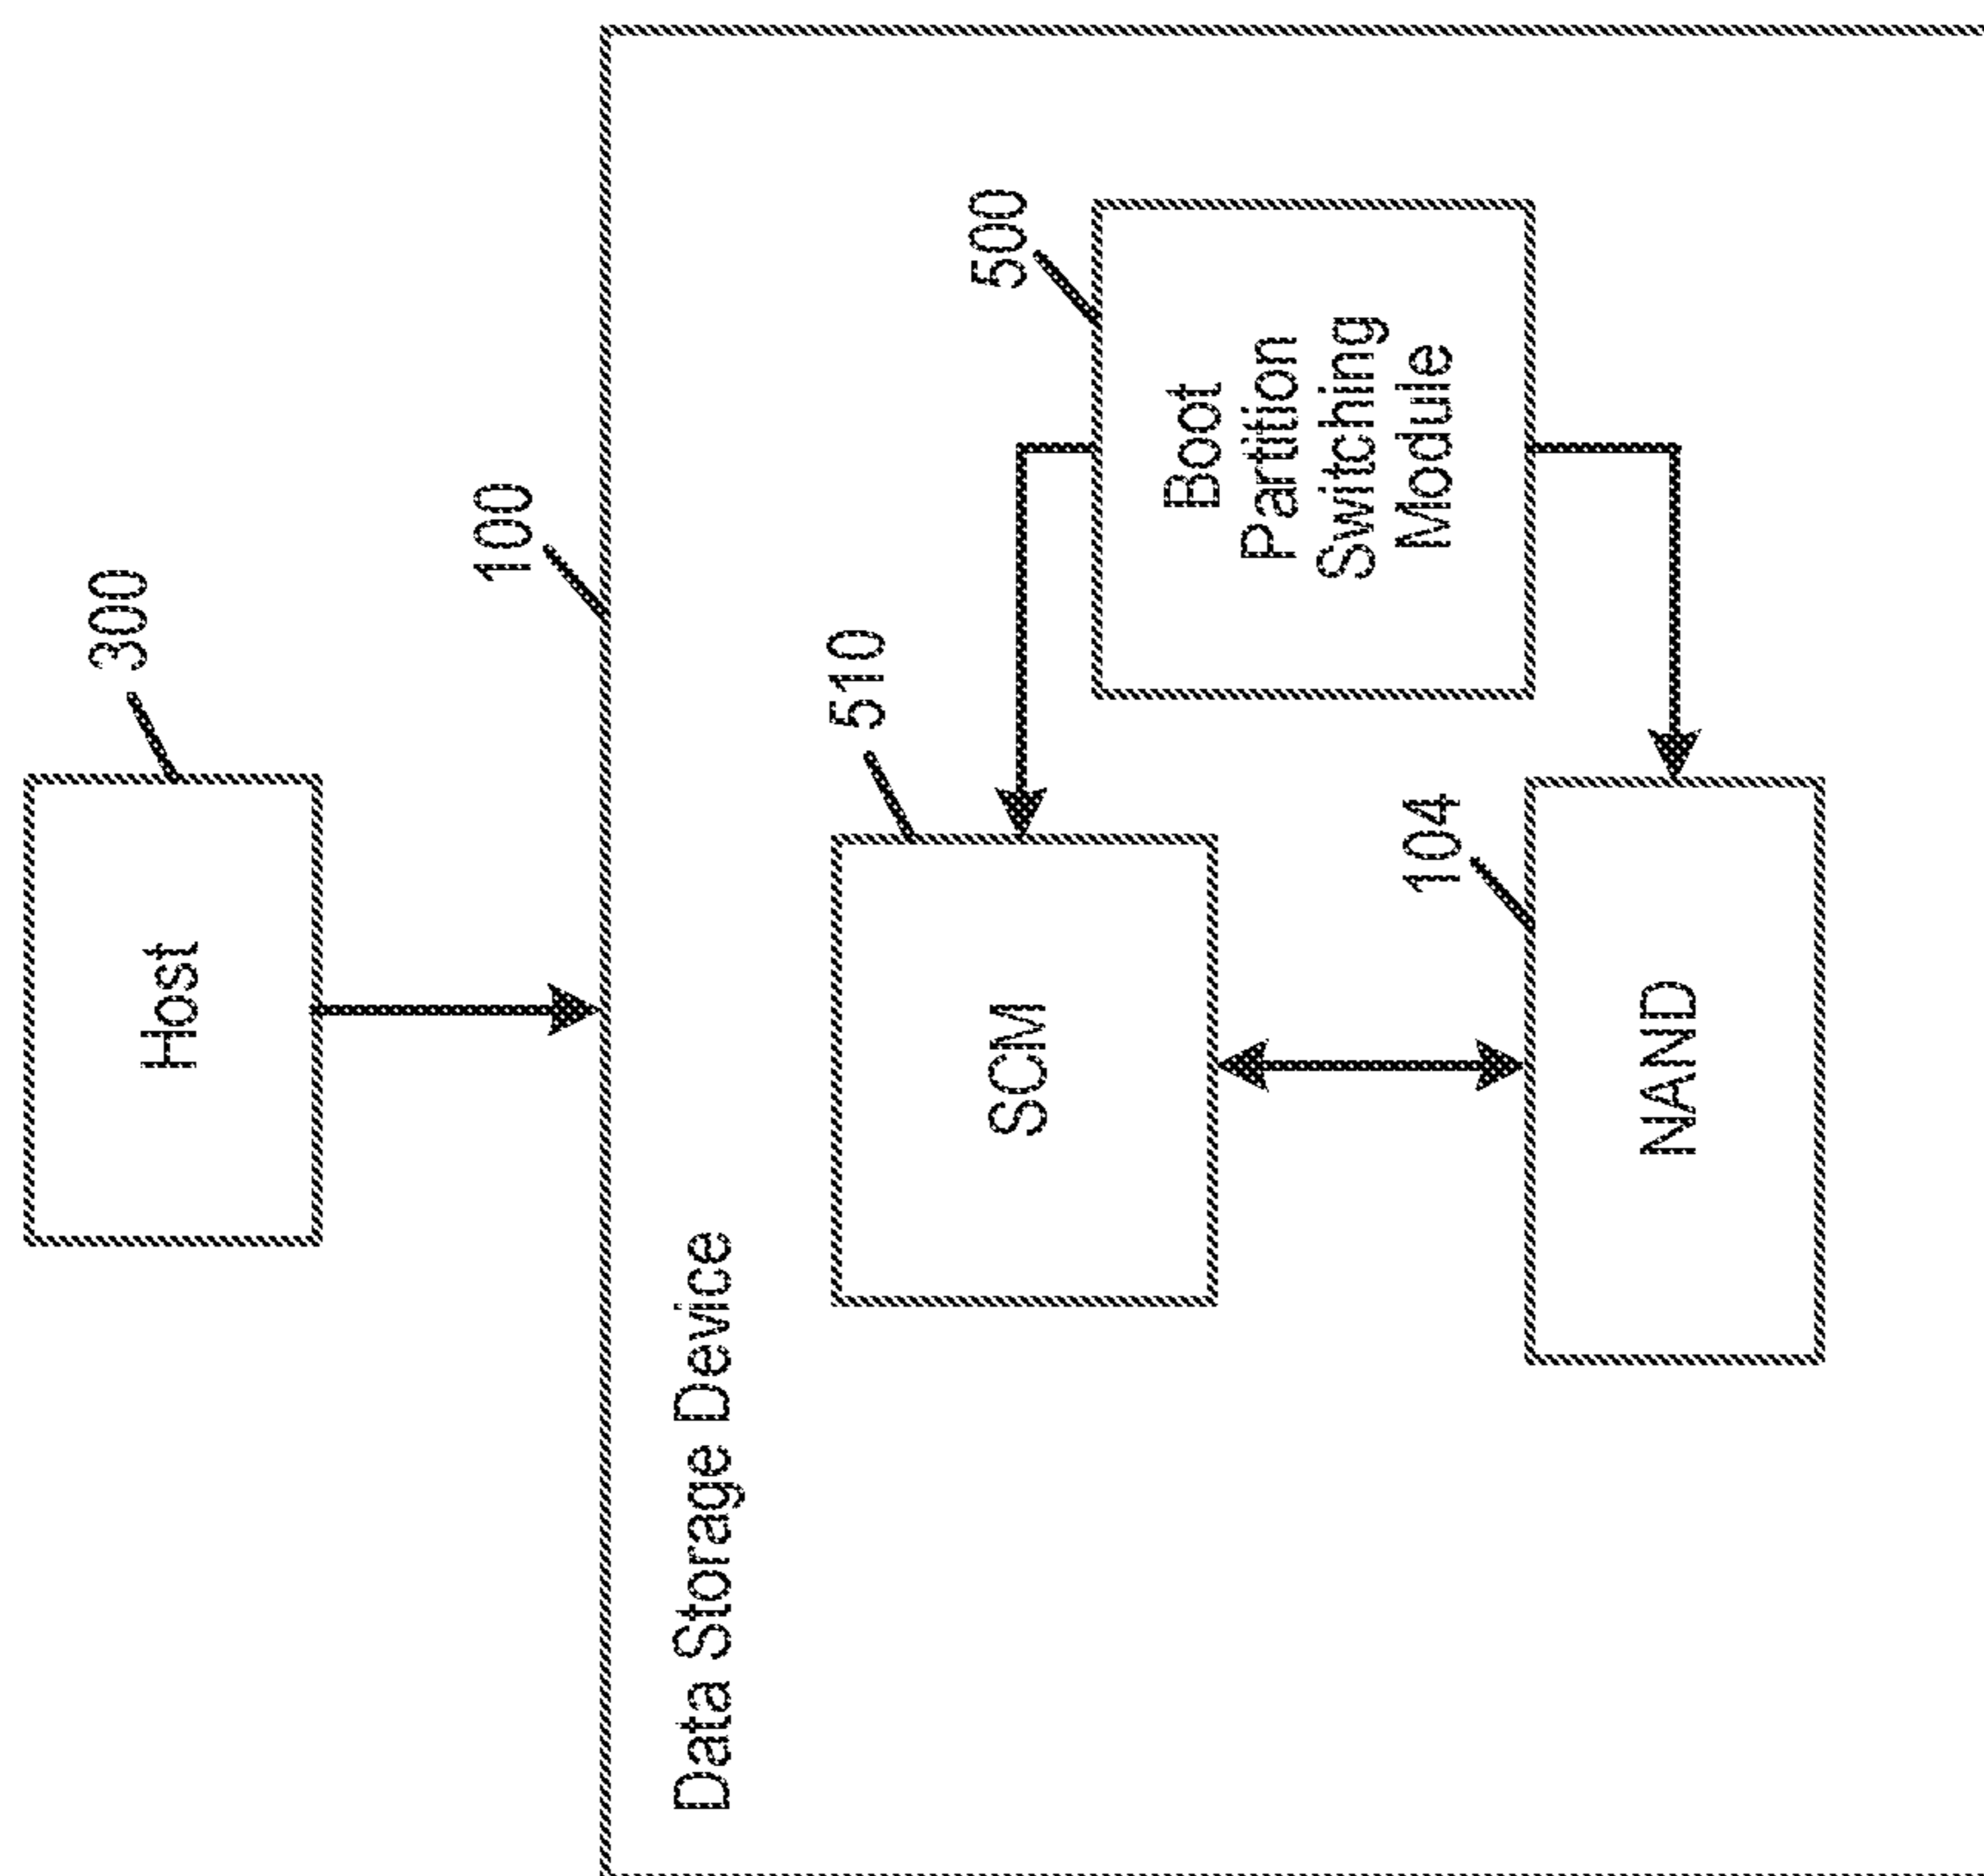 Host
300
100
Data Storage Device
SCM
510
Boot
Partition
Switching
Module
500
NAND
104